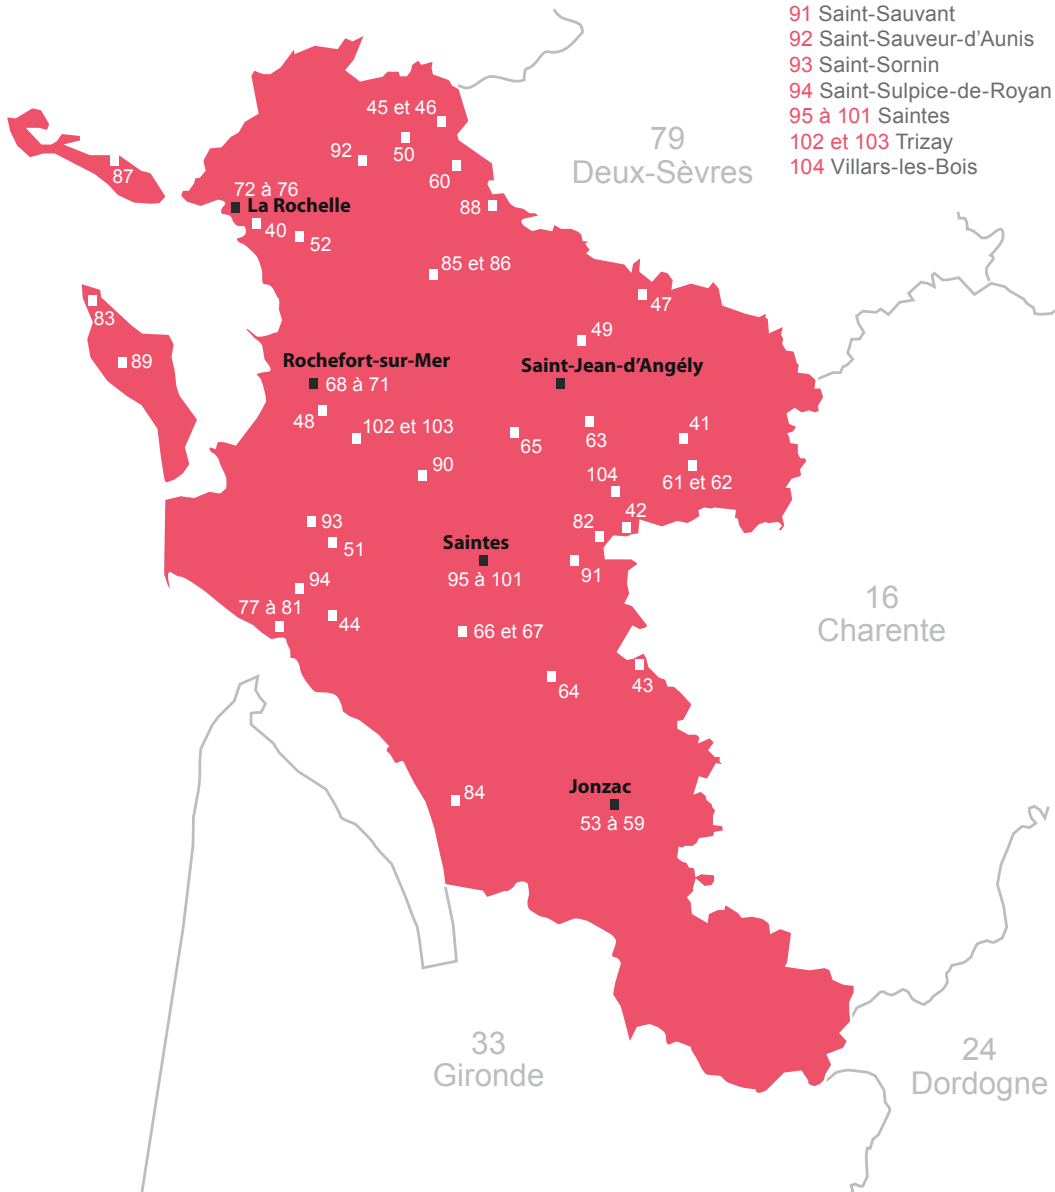 91 Saint-Sauvant
92 Saint-Sauveur-d'Aunis
93 Saint-Sornin
94 Saint-Sulpice-de-Royan
95 à 101 Saintes
102 et 103 Trizay
104 Villars-les-Bois
45 et 46
79
Deux-Sèvres
50
92
60
87
72 à 76
La Rochelle
88
40
52
85 et 86
47
83
49
89
Rochefort-sur-Mer
68 à 71
Saint-Jean-d'Angély
48
102 et 103
65
63
41
90
61 et 62
104
93
42
82
51
Saintes
95 à 101
91
94
77 à 81
44
66 et 67
16
Charente
64
43
84
Jonzac
53 à 59
33
Gironde
24
Dordogne